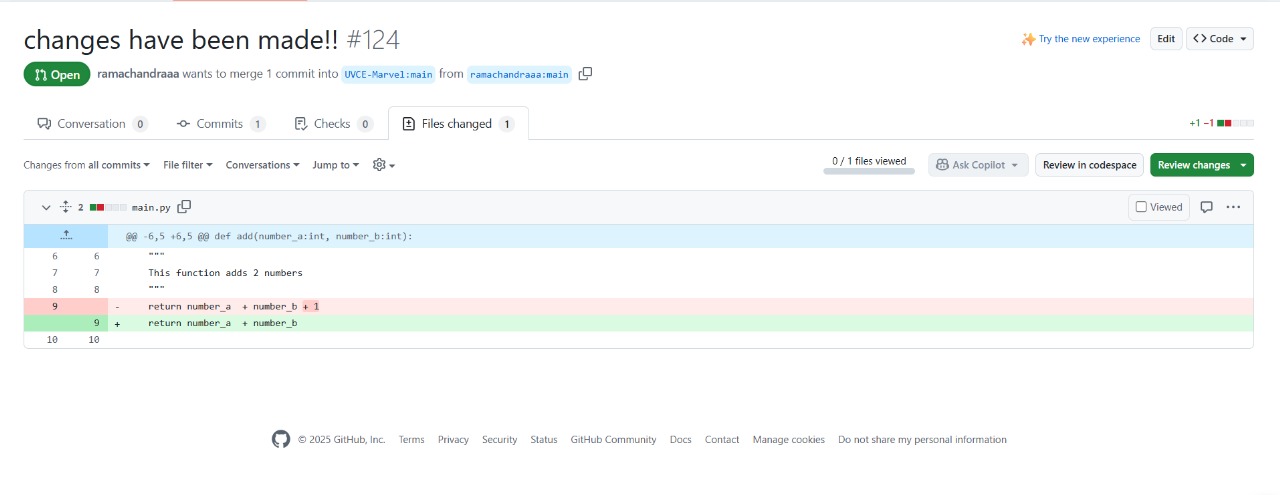 changes have been made!! #124
Try the new experience
Edit
<> Code
Open
ramachandraaa wants to merge 1 commit into UVCE-Marvel:main from ramachandraaa:main
Conversation 0
Commits 1
Checks 0
Files changed 1
+1 −1
Changes from all commits
File filter
Conversations
Jump to
0 / 1 files viewed
Ask Copilot
Review in codespace
Review changes
2
main.py
Viewed
@@ -6,5 +6,5 @@ def add(number_a:int, number_b:int):
6 6 """
7 7 This function adds 2 numbers
8 8 """
9 - return number_a  + number_b + 1
9 + return number_a  + number_b
10 10
© 2025 GitHub, Inc. Terms Privacy Security Status GitHub Community Docs Contact Manage cookies Do not share my personal information